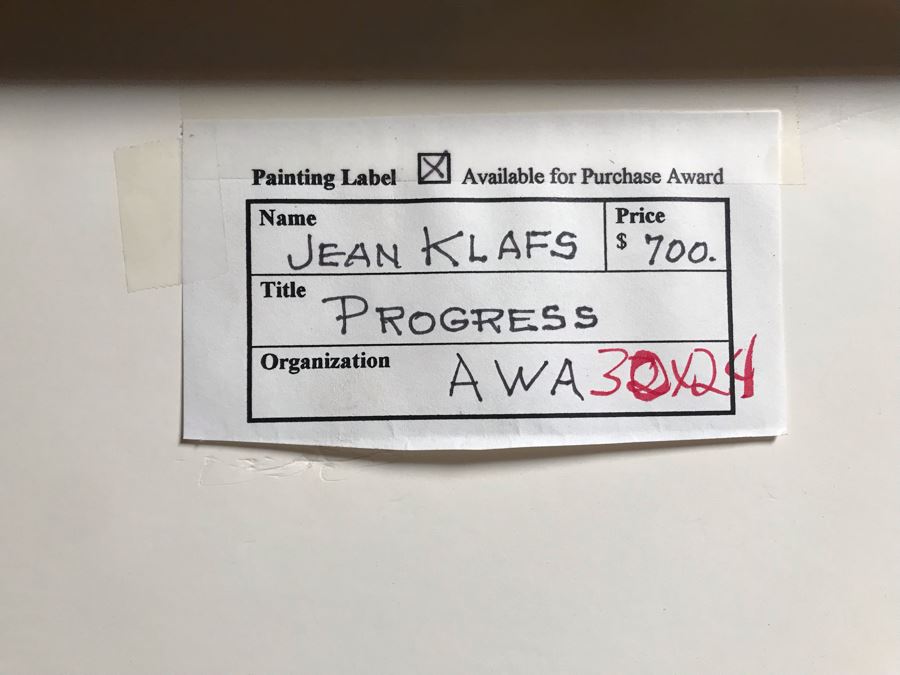 Painting Label ☒ Available for Purchase Award
Name Price
JEAN KLAFS $ 700.
Title
PROGRESS
Organization
AWA 30X24